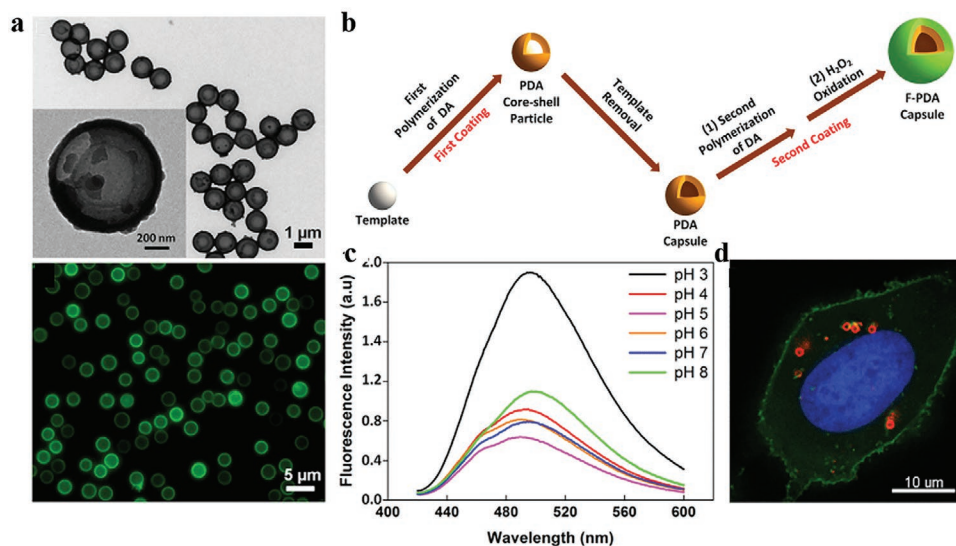 a
200 nm
1 µm
5 µm
b
Template
First
Polymerization
of DA
First Coating
PDA
Core-shell
Particle
Template
Removal
PDA
Capsule
(1) Second
Polymerization
of DA
(2) H₂O₂
Oxidation
Second Coating
F-PDA
Capsule
c
Fluorescence Intensity (a.u)
2.0
1.6
1.2
0.8
0.4
0.0
400 440 480 520 560 600
Wavelength (nm)
pH 3
pH 4
pH 5
pH 6
pH 7
pH 8
d
10 µm